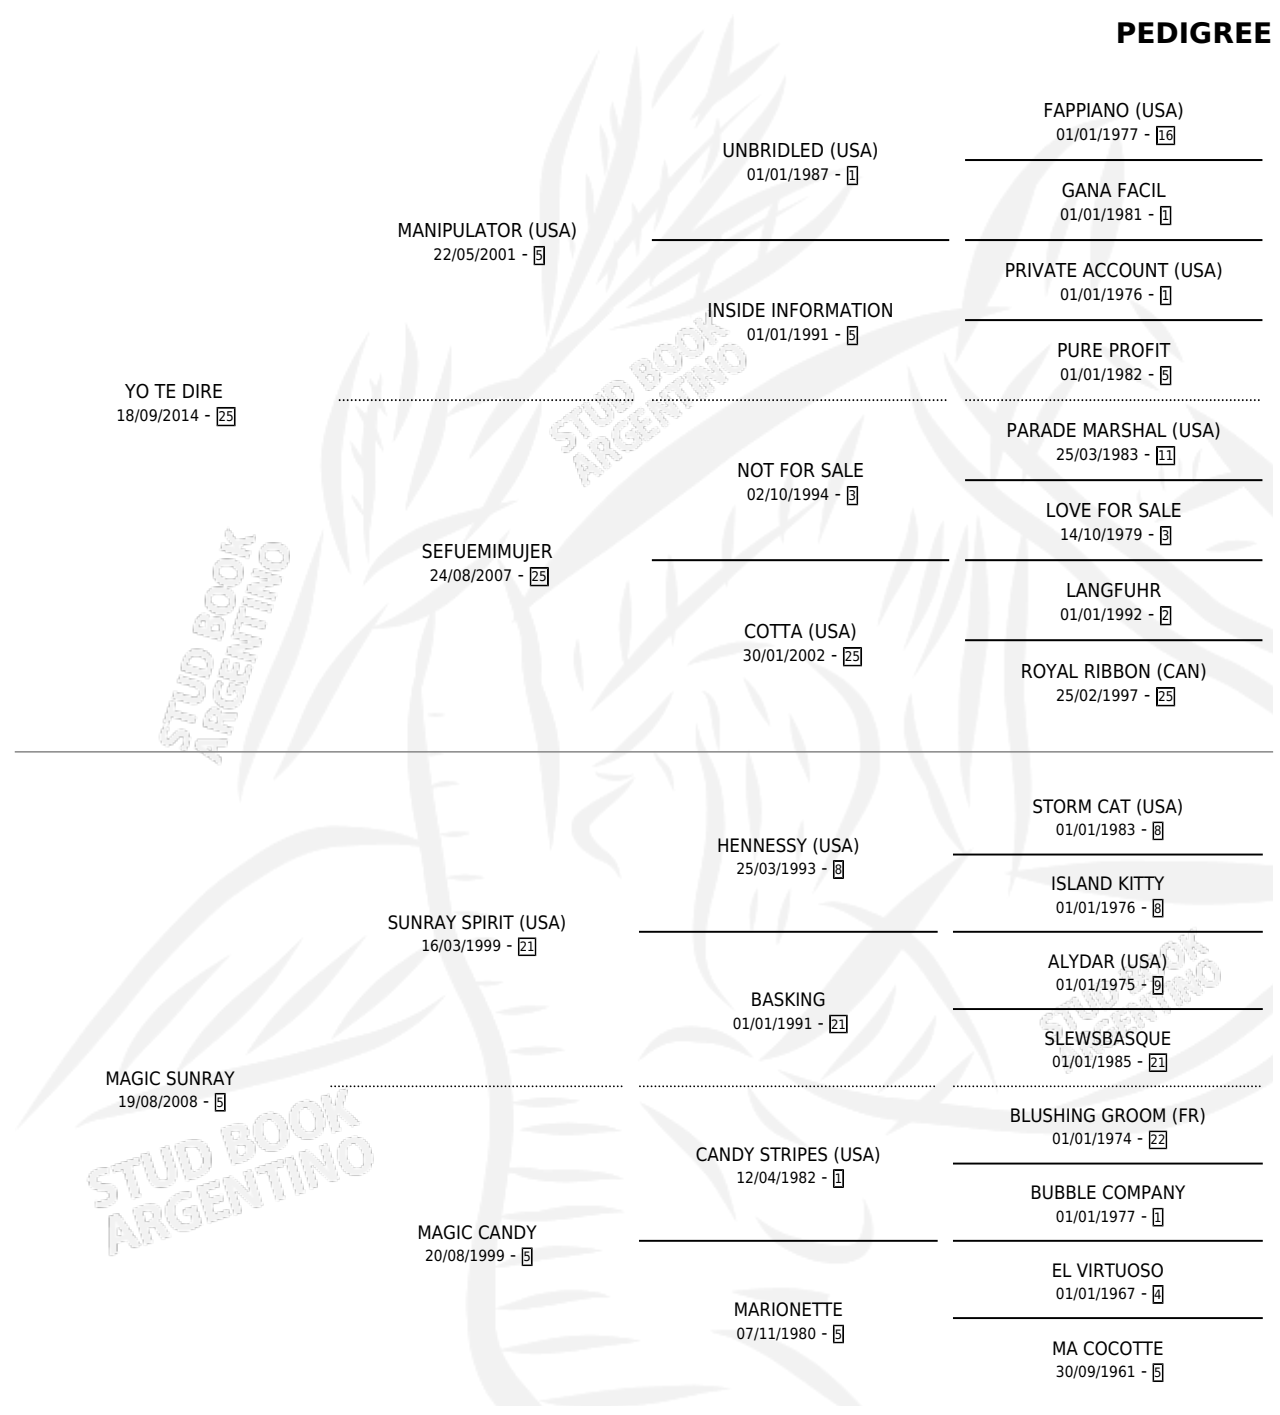 PEDIGREE
FAPPIANO (USA)
01/01/1977 - 16
UNBRIDLED (USA)
01/01/1987 - 1
GANA FACIL
01/01/1981 - 1
MANIPULATOR (USA)
22/05/2001 - 5
PRIVATE ACCOUNT (USA)
01/01/1976 - 1
INSIDE INFORMATION
01/01/1991 - 5
PURE PROFIT
01/01/1982 - 5
YO TE DIRE
18/09/2014 - 25
PARADE MARSHAL (USA)
25/03/1983 - 11
NOT FOR SALE
02/10/1994 - 3
LOVE FOR SALE
14/10/1979 - 3
SEFUEMIMUJER
24/08/2007 - 25
LANGFUHR
01/01/1992 - 2
COTTA (USA)
30/01/2002 - 25
ROYAL RIBBON (CAN)
25/02/1997 - 25
STORM CAT (USA)
01/01/1983 - 8
HENNESSY (USA)
25/03/1993 - 8
ISLAND KITTY
01/01/1976 - 8
SUNRAY SPIRIT (USA)
16/03/1999 - 21
ALYDAR (USA)
01/01/1975 - 9
BASKING
01/01/1991 - 21
SLEWSBASQUE
01/01/1985 - 21
MAGIC SUNRAY
19/08/2008 - 5
BLUSHING GROOM (FR)
01/01/1974 - 22
CANDY STRIPES (USA)
12/04/1982 - 1
BUBBLE COMPANY
01/01/1977 - 1
MAGIC CANDY
20/08/1999 - 5
EL VIRTUOSO
01/01/1967 - 4
MARIONETTE
07/11/1980 - 5
MA COCOTTE
30/09/1961 - 5
STUD BOOK
ARGENTINO
STUD BOOK
ARGENTINO
STUD BOOK
ARGENTINO
STUD BOOK
ARGENTINO